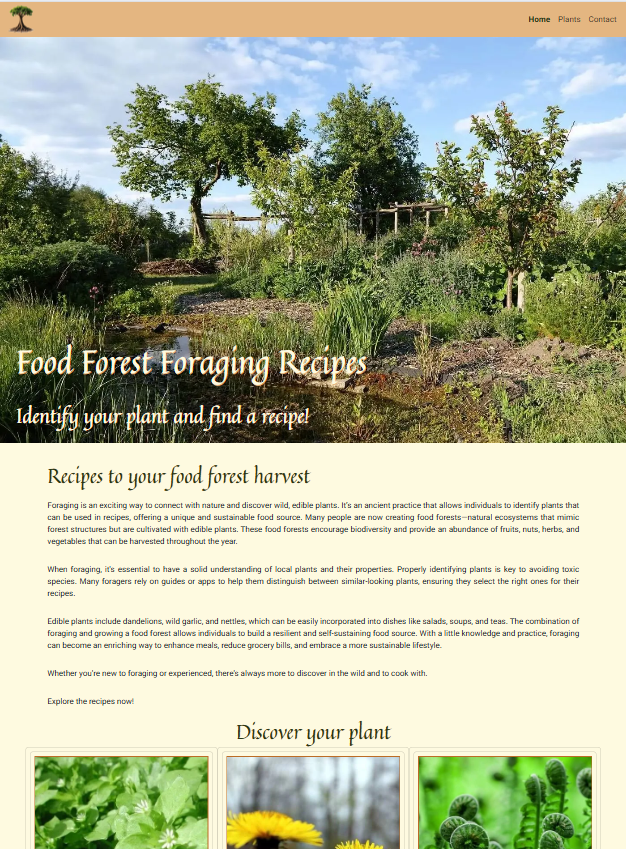 Home Plants Contact
Food Forest Foraging Recipes
Identify your plant and find a recipe!
Recipes to your food forest harvest
Foraging is an exciting way to connect with nature and discover wild, edible plants. It's an ancient practice that allows individuals to identify plants that
can be used in recipes, offering a unique and sustainable food source. Many people are now creating food forests—natural ecosystems that mimic
forest structures but are cultivated with edible plants. These food forests encourage biodiversity and provide an abundance of fruits, nuts, herbs, and
vegetables that can be harvested throughout the year.
When foraging, it's essential to have a solid understanding of local plants and their properties. Properly identifying plants is key to avoiding toxic
species. Many foragers rely on guides or apps to help them distinguish between similar-looking plants, ensuring they select the right ones for their
recipes.
Edible plants include dandelions, wild garlic, and nettles, which can be easily incorporated into dishes like salads, soups, and teas. The combination of
foraging and growing a food forest allows individuals to build a resilient and self-sustaining food source. With a little knowledge and practice, foraging
can become an enriching way to enhance meals, reduce grocery bills, and embrace a more sustainable lifestyle.
Whether you're new to foraging or experienced, there's always more to discover in the wild and to cook with.
Explore the recipes now!
Discover your plant